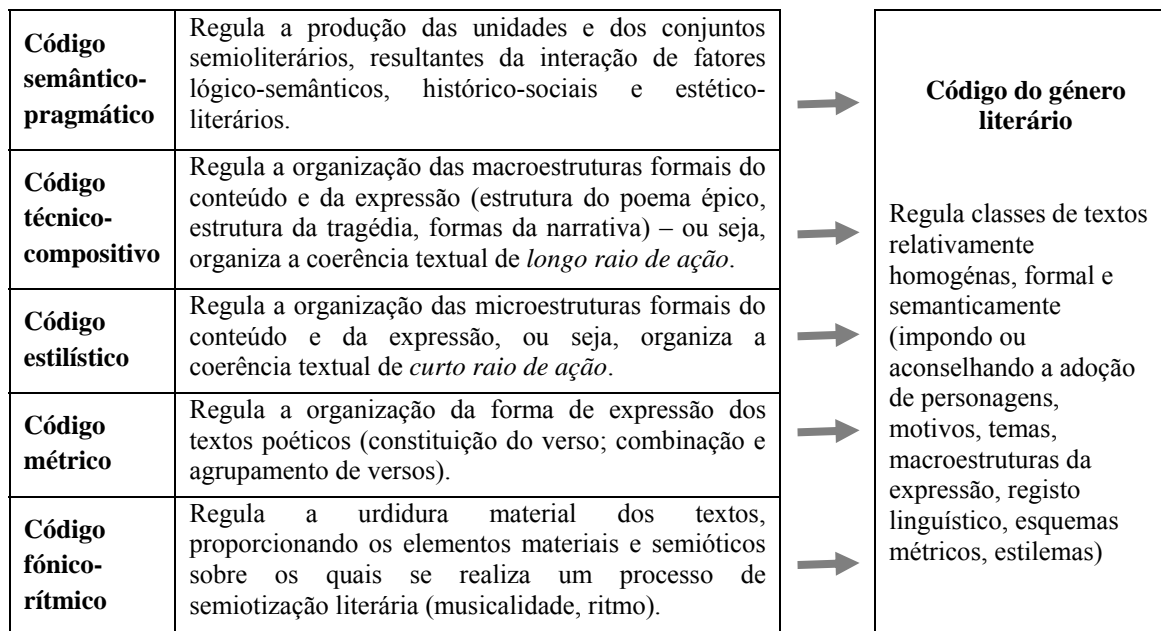 Código
semântico-
pragmático
Regula a produção das unidades e dos conjuntos
semioliterários, resultantes da interação de fatores
lógico-semânticos, histórico-sociais e estético-
literários.
Código
técnico-
compositivo
Regula a organização das macroestruturas formais do
conteúdo e da expressão (estrutura do poema épico,
estrutura da tragédia, formas da narrativa) – ou seja,
organiza a coerência textual de longo raio de ação.
Código
estilístico
Regula a organização das microestruturas formais do
conteúdo e da expressão, ou seja, organiza a
coerência textual de curto raio de ação.
Código
métrico
Regula a organização da forma de expressão dos
textos poéticos (constituição do verso; combinação e
agrupamento de versos).
Código
fónico-
rítmico
Regula a urdidura material dos textos,
proporcionando os elementos materiais e semióticos
sobre os quais se realiza um processo de
semiotização literária (musicalidade, ritmo).
Código do género
literário
Regula classes de textos
relativamente
homogénas, formal e
semanticamente
(impondo ou
aconselhando a adoção
de personagens,
motivos, temas,
macroestruturas da
expressão, registo
linguístico, esquemas
métricos, estilemas)